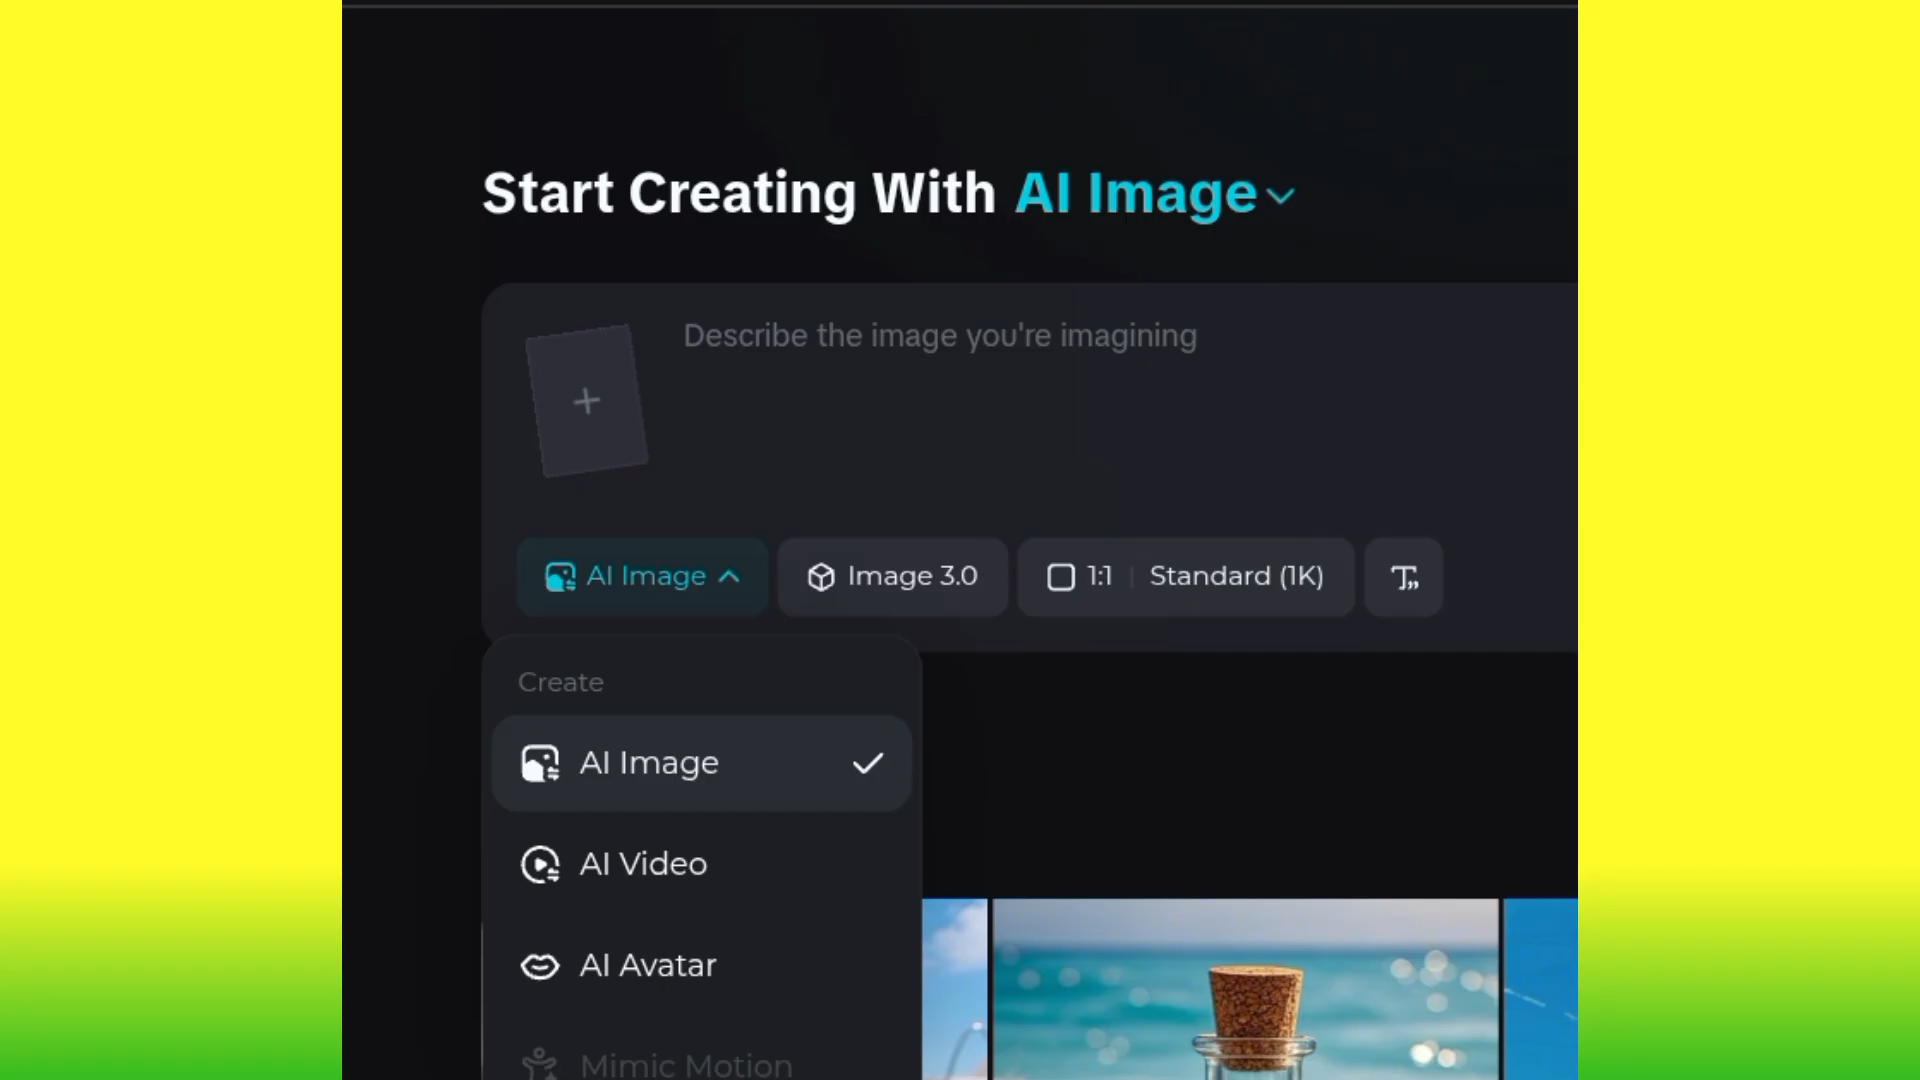 Start Creating With AI Image
Describe the image you're imagining
AI Image
Image 3.0
1:1 | Standard (1K)
T
Create
AI Image
AI Video
AI Avatar
Mimic Motion